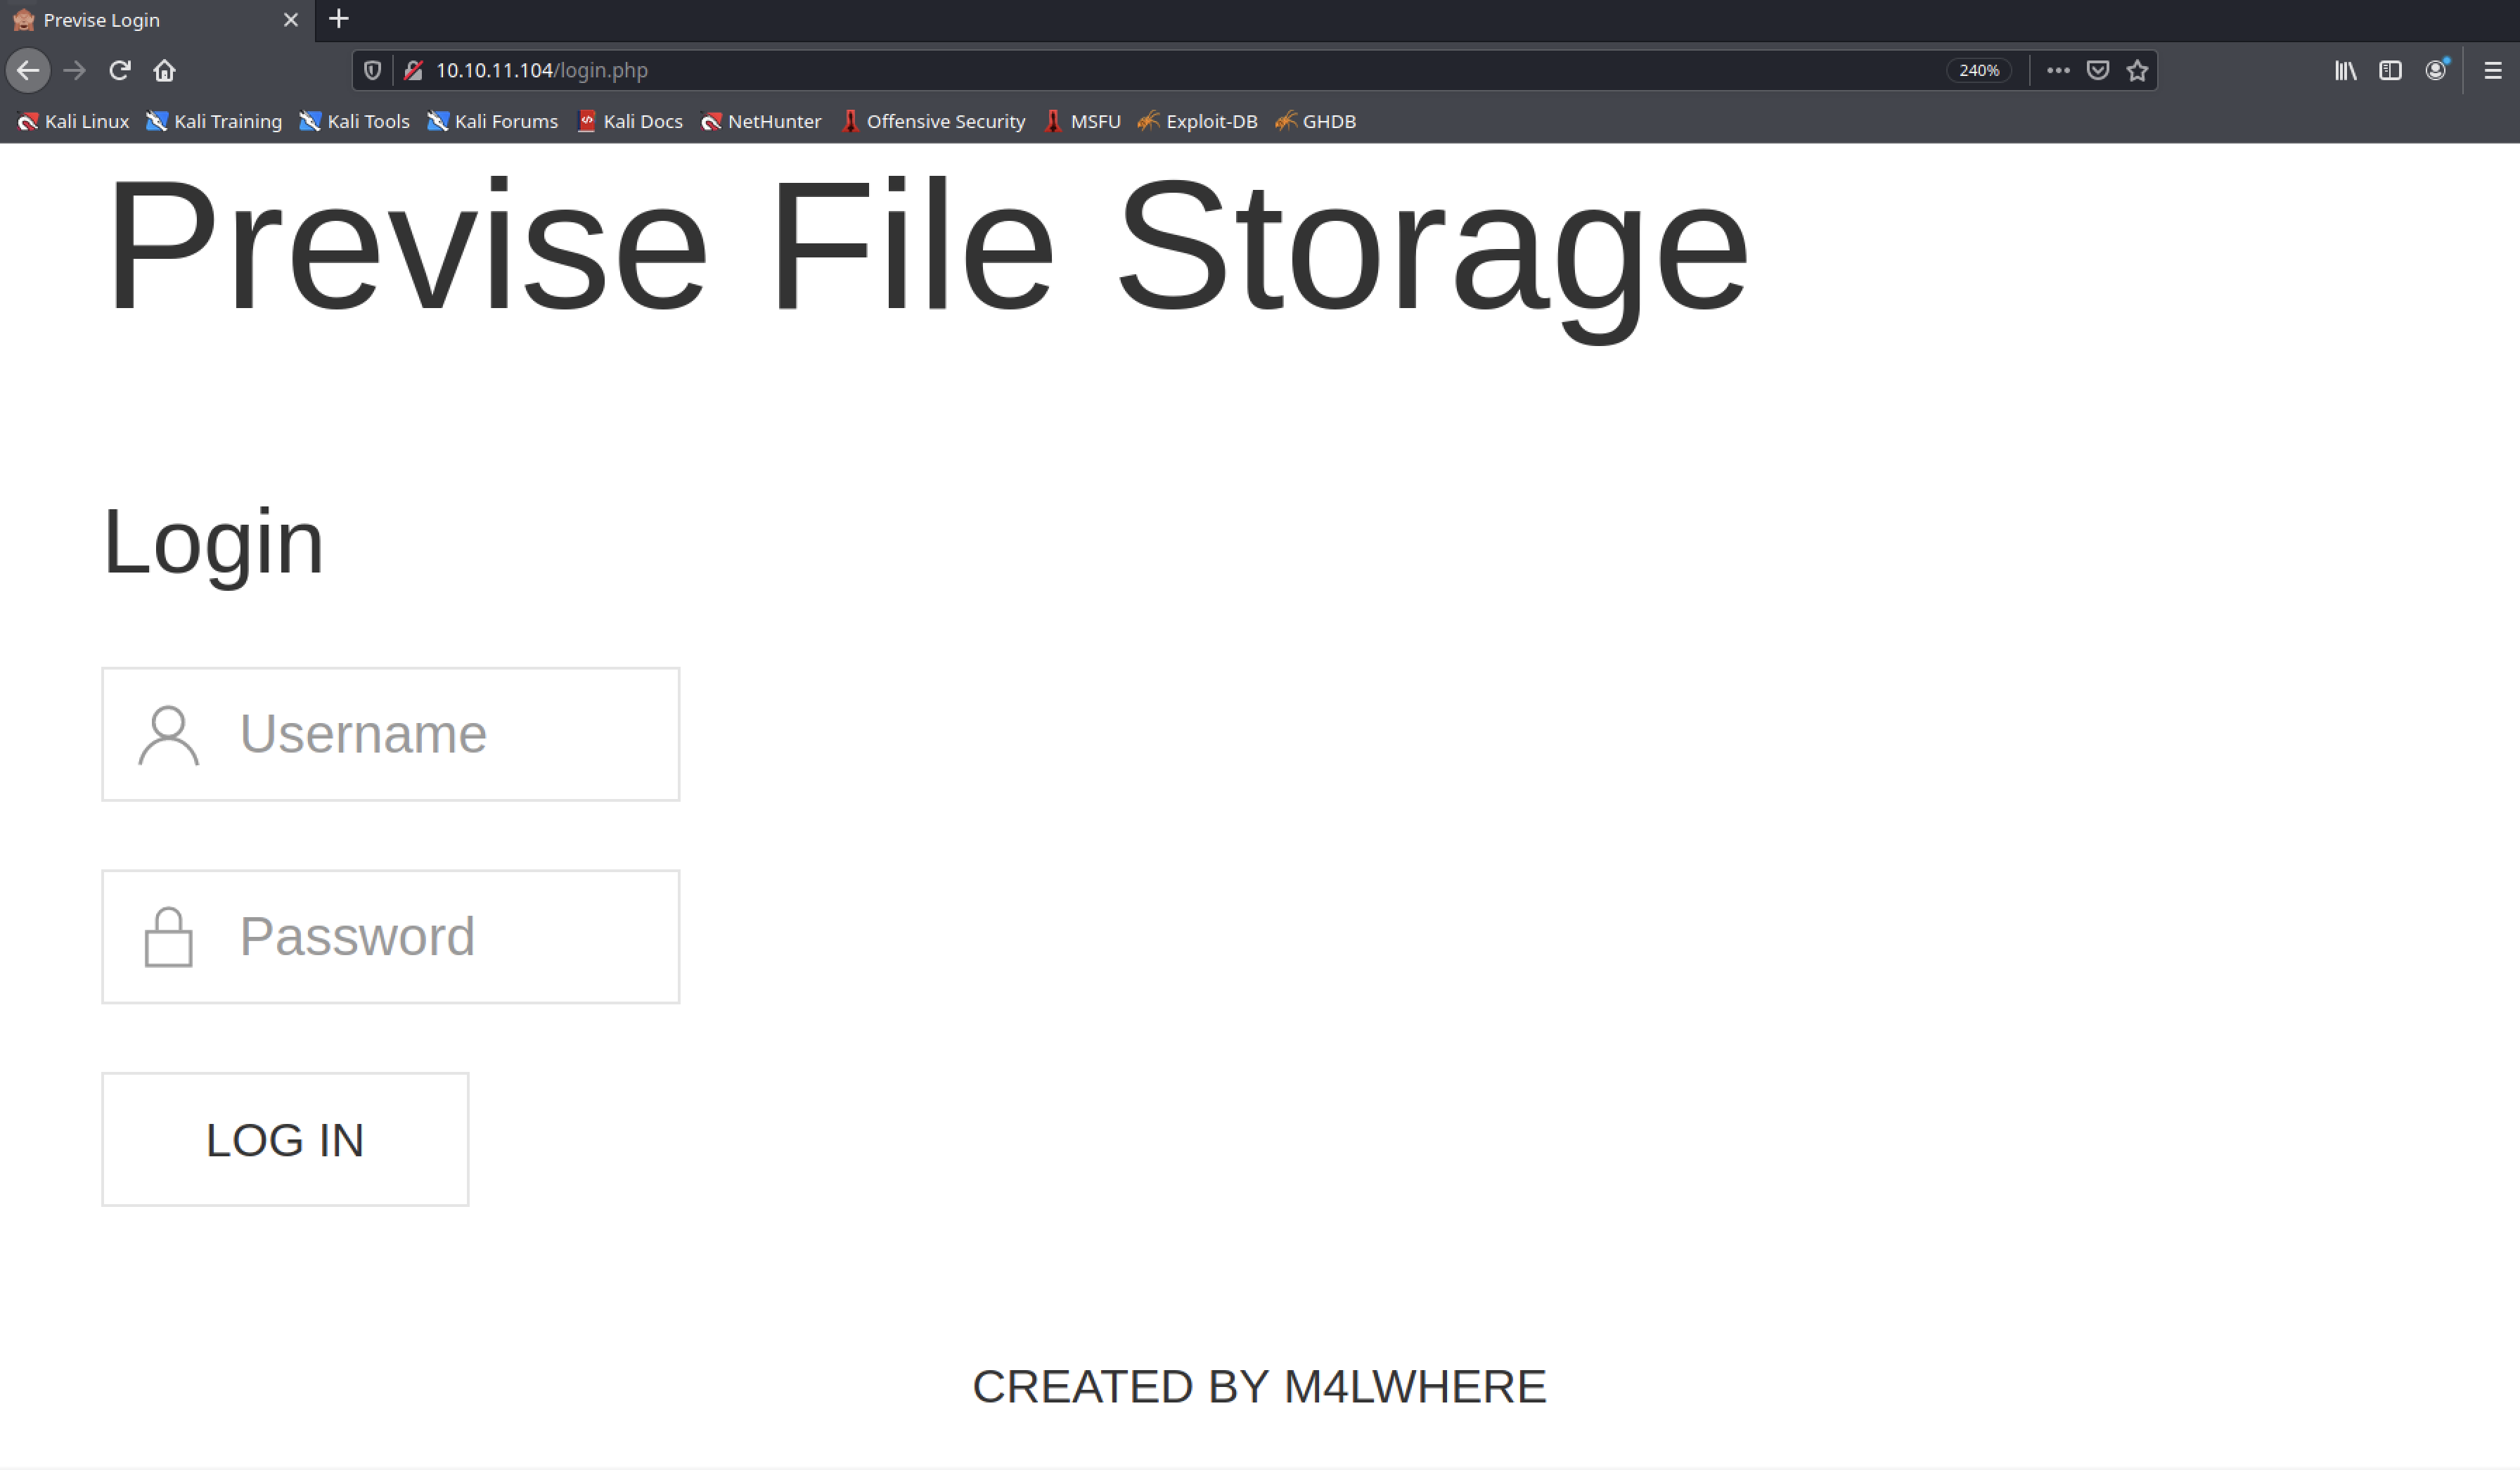 Previse Login
10.10.11.104/login.php 240%
Kali Linux Kali Training Kali Tools Kali Forums Kali Docs NetHunter Offensive Security MSFU Exploit-DB GHDB
Previse File Storage
Login
Username
Password
LOG IN
CREATED BY M4LWHERE